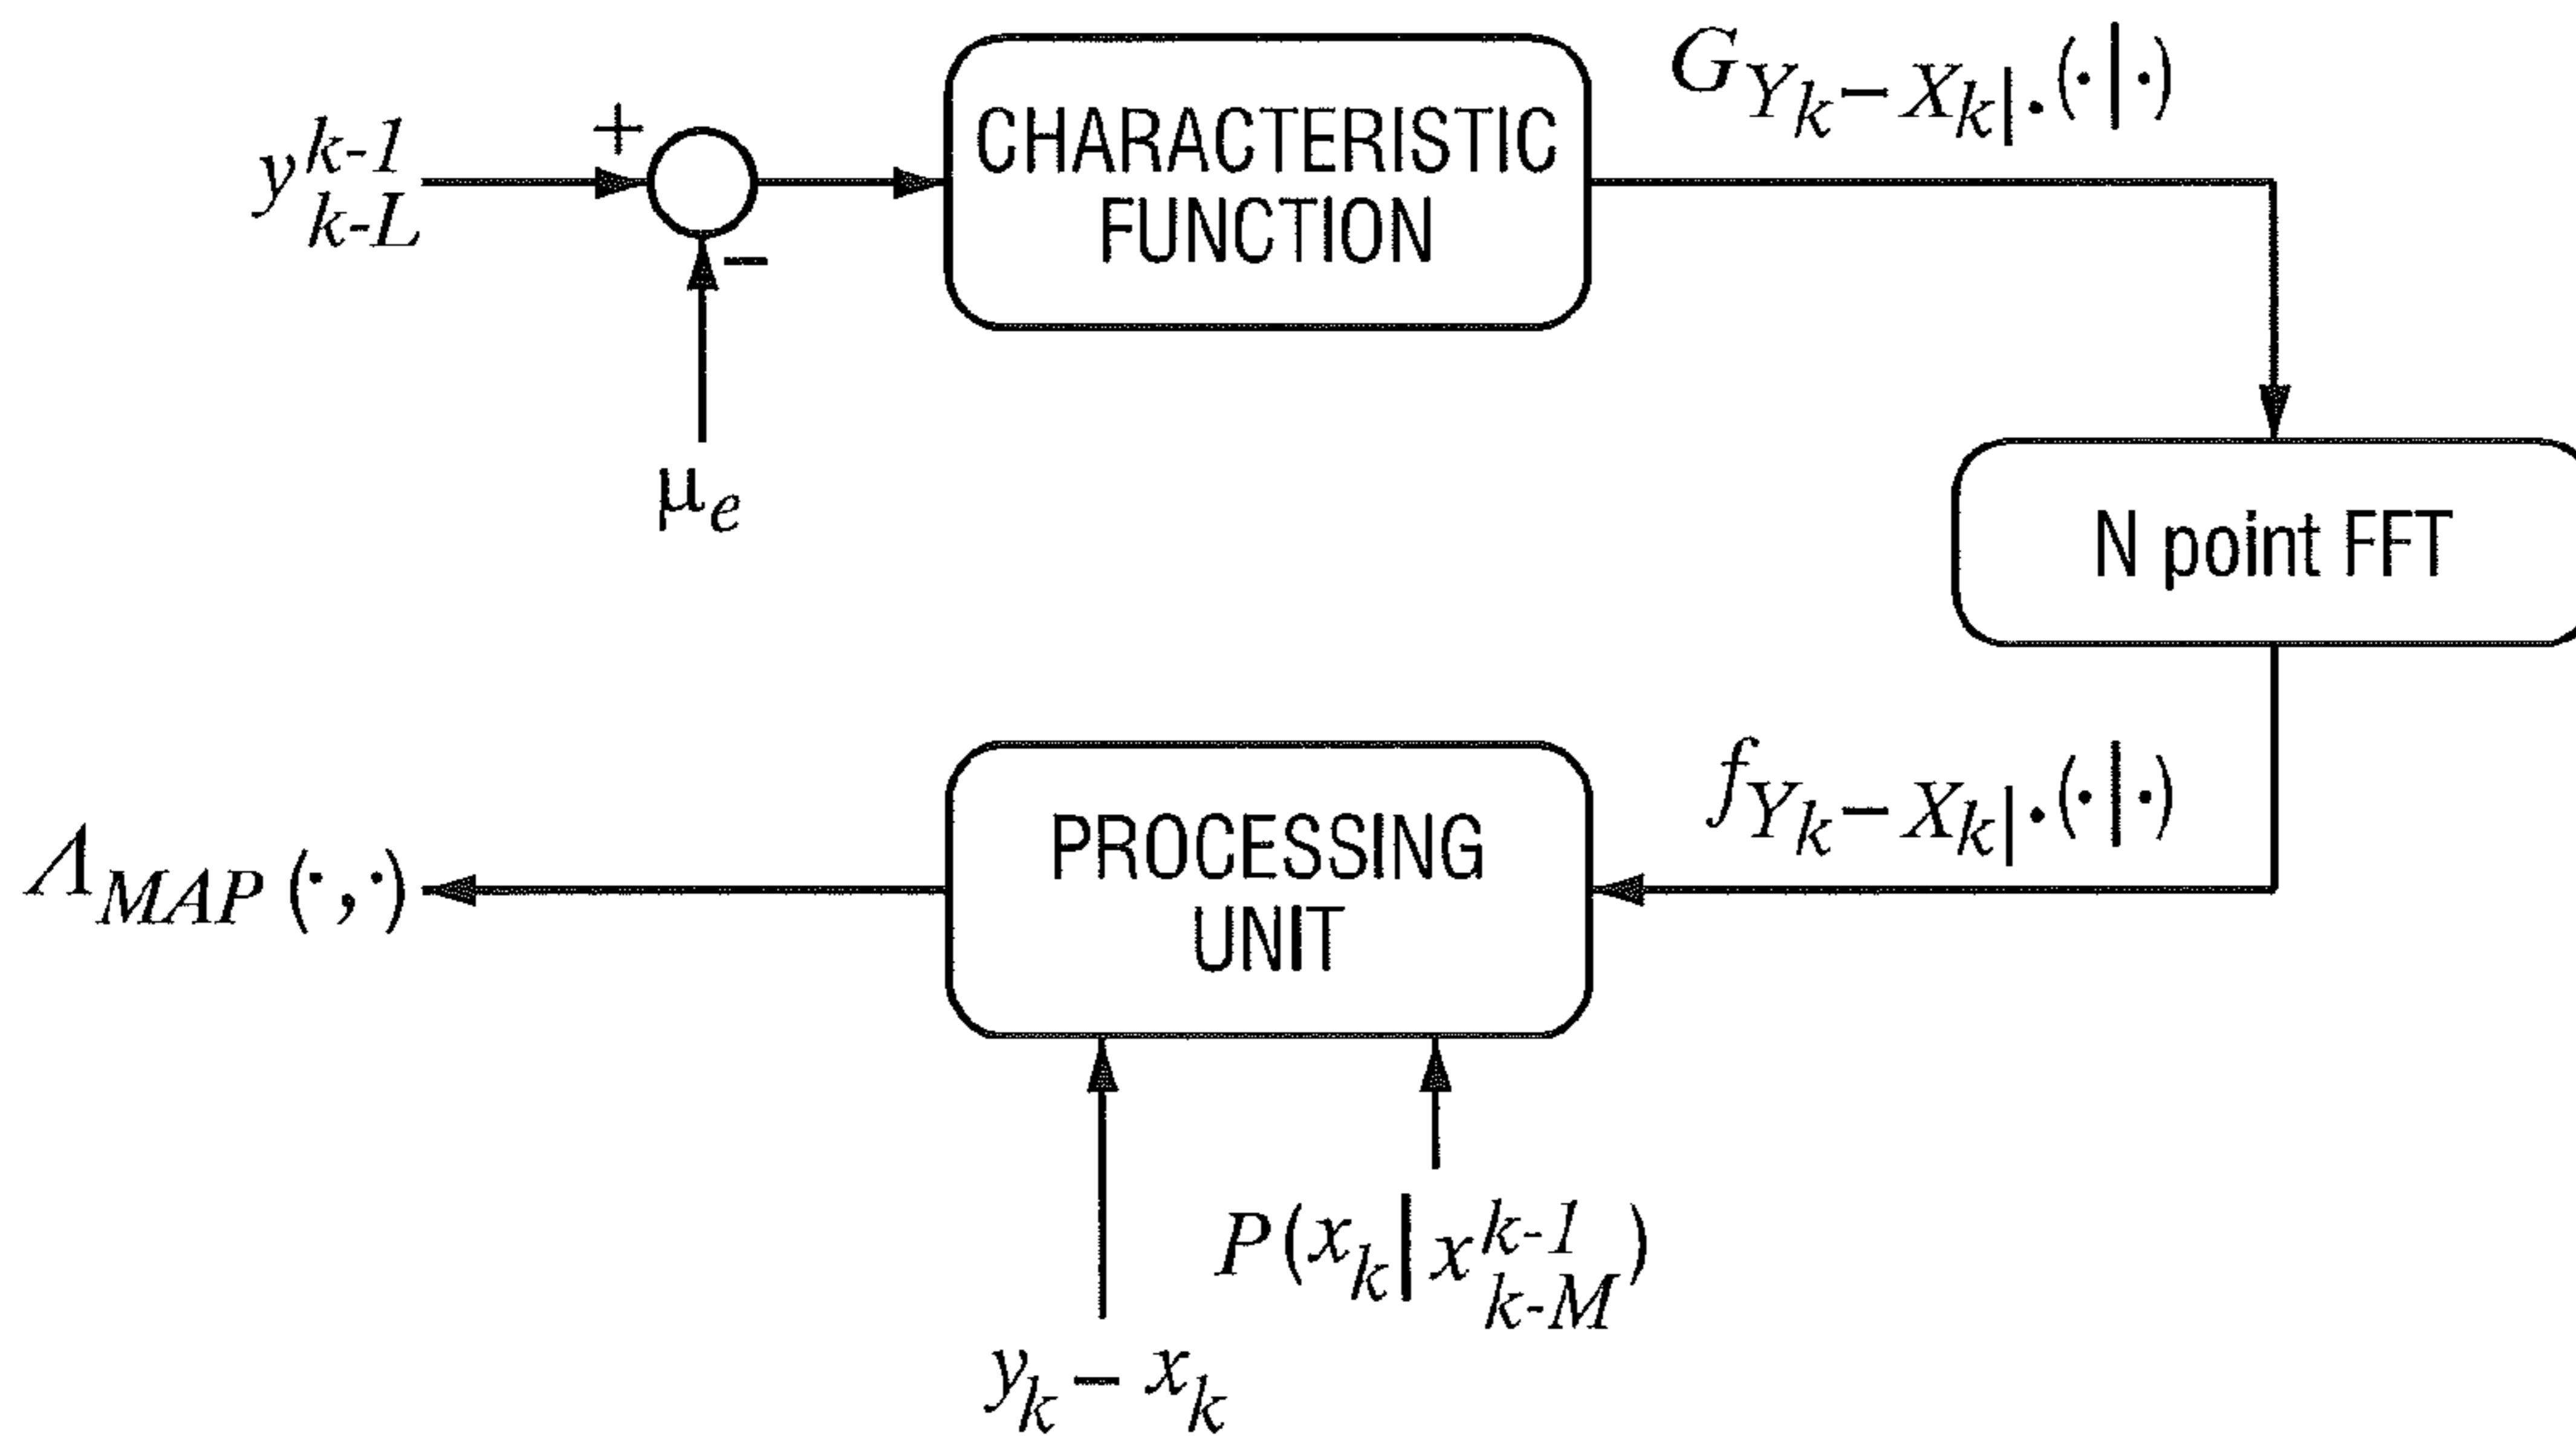 G_{Y_k - X_k|.}(·|·)
+
y_{k-L}^{k-1}
CHARACTERISTIC
FUNCTION
-
μ_e
N point FFT
f_{Y_k - X_k|.}(·|·)
PROCESSING
UNIT
Λ_{MAP}(·,·)
P(x_k|x_{k-M}^{k-1})
y_k - x_k